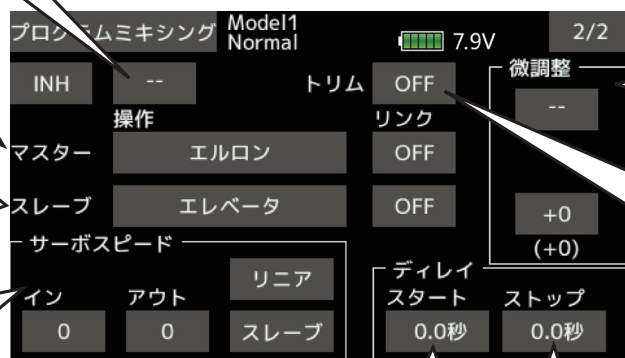 プログラムミキシング Model1 Normal 7.9V 2/2
INH -- トリム OFF 微調整
操作 リンク --
マスター エルロン OFF
スレーブ エレベータ OFF +0
サーボスピード (+0)
リニア ディレイ
イン アウト スタート ストップ
0 0 スレーブ 0.0秒 0.0秒